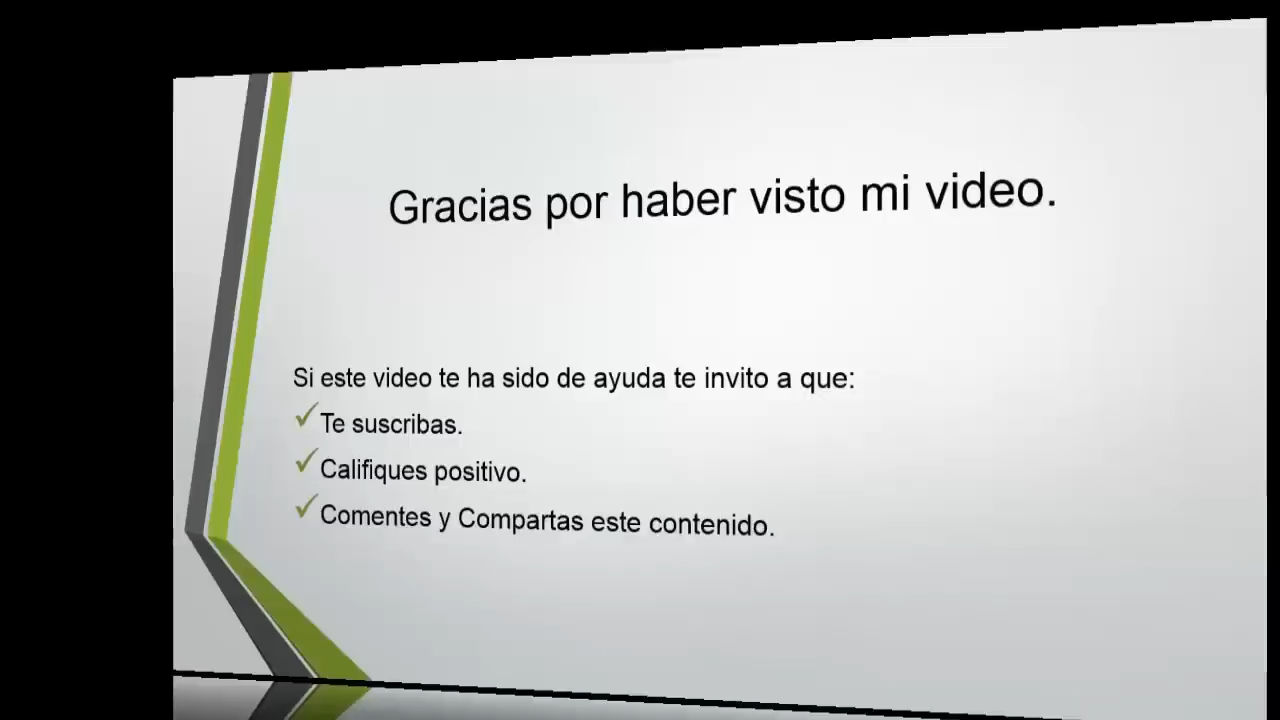 Gracias por haber visto mi video.
Si este video te ha sido de ayuda te invito a que:
Te suscribas.
Califiques positivo.
Comentes y Compartas este contenido.